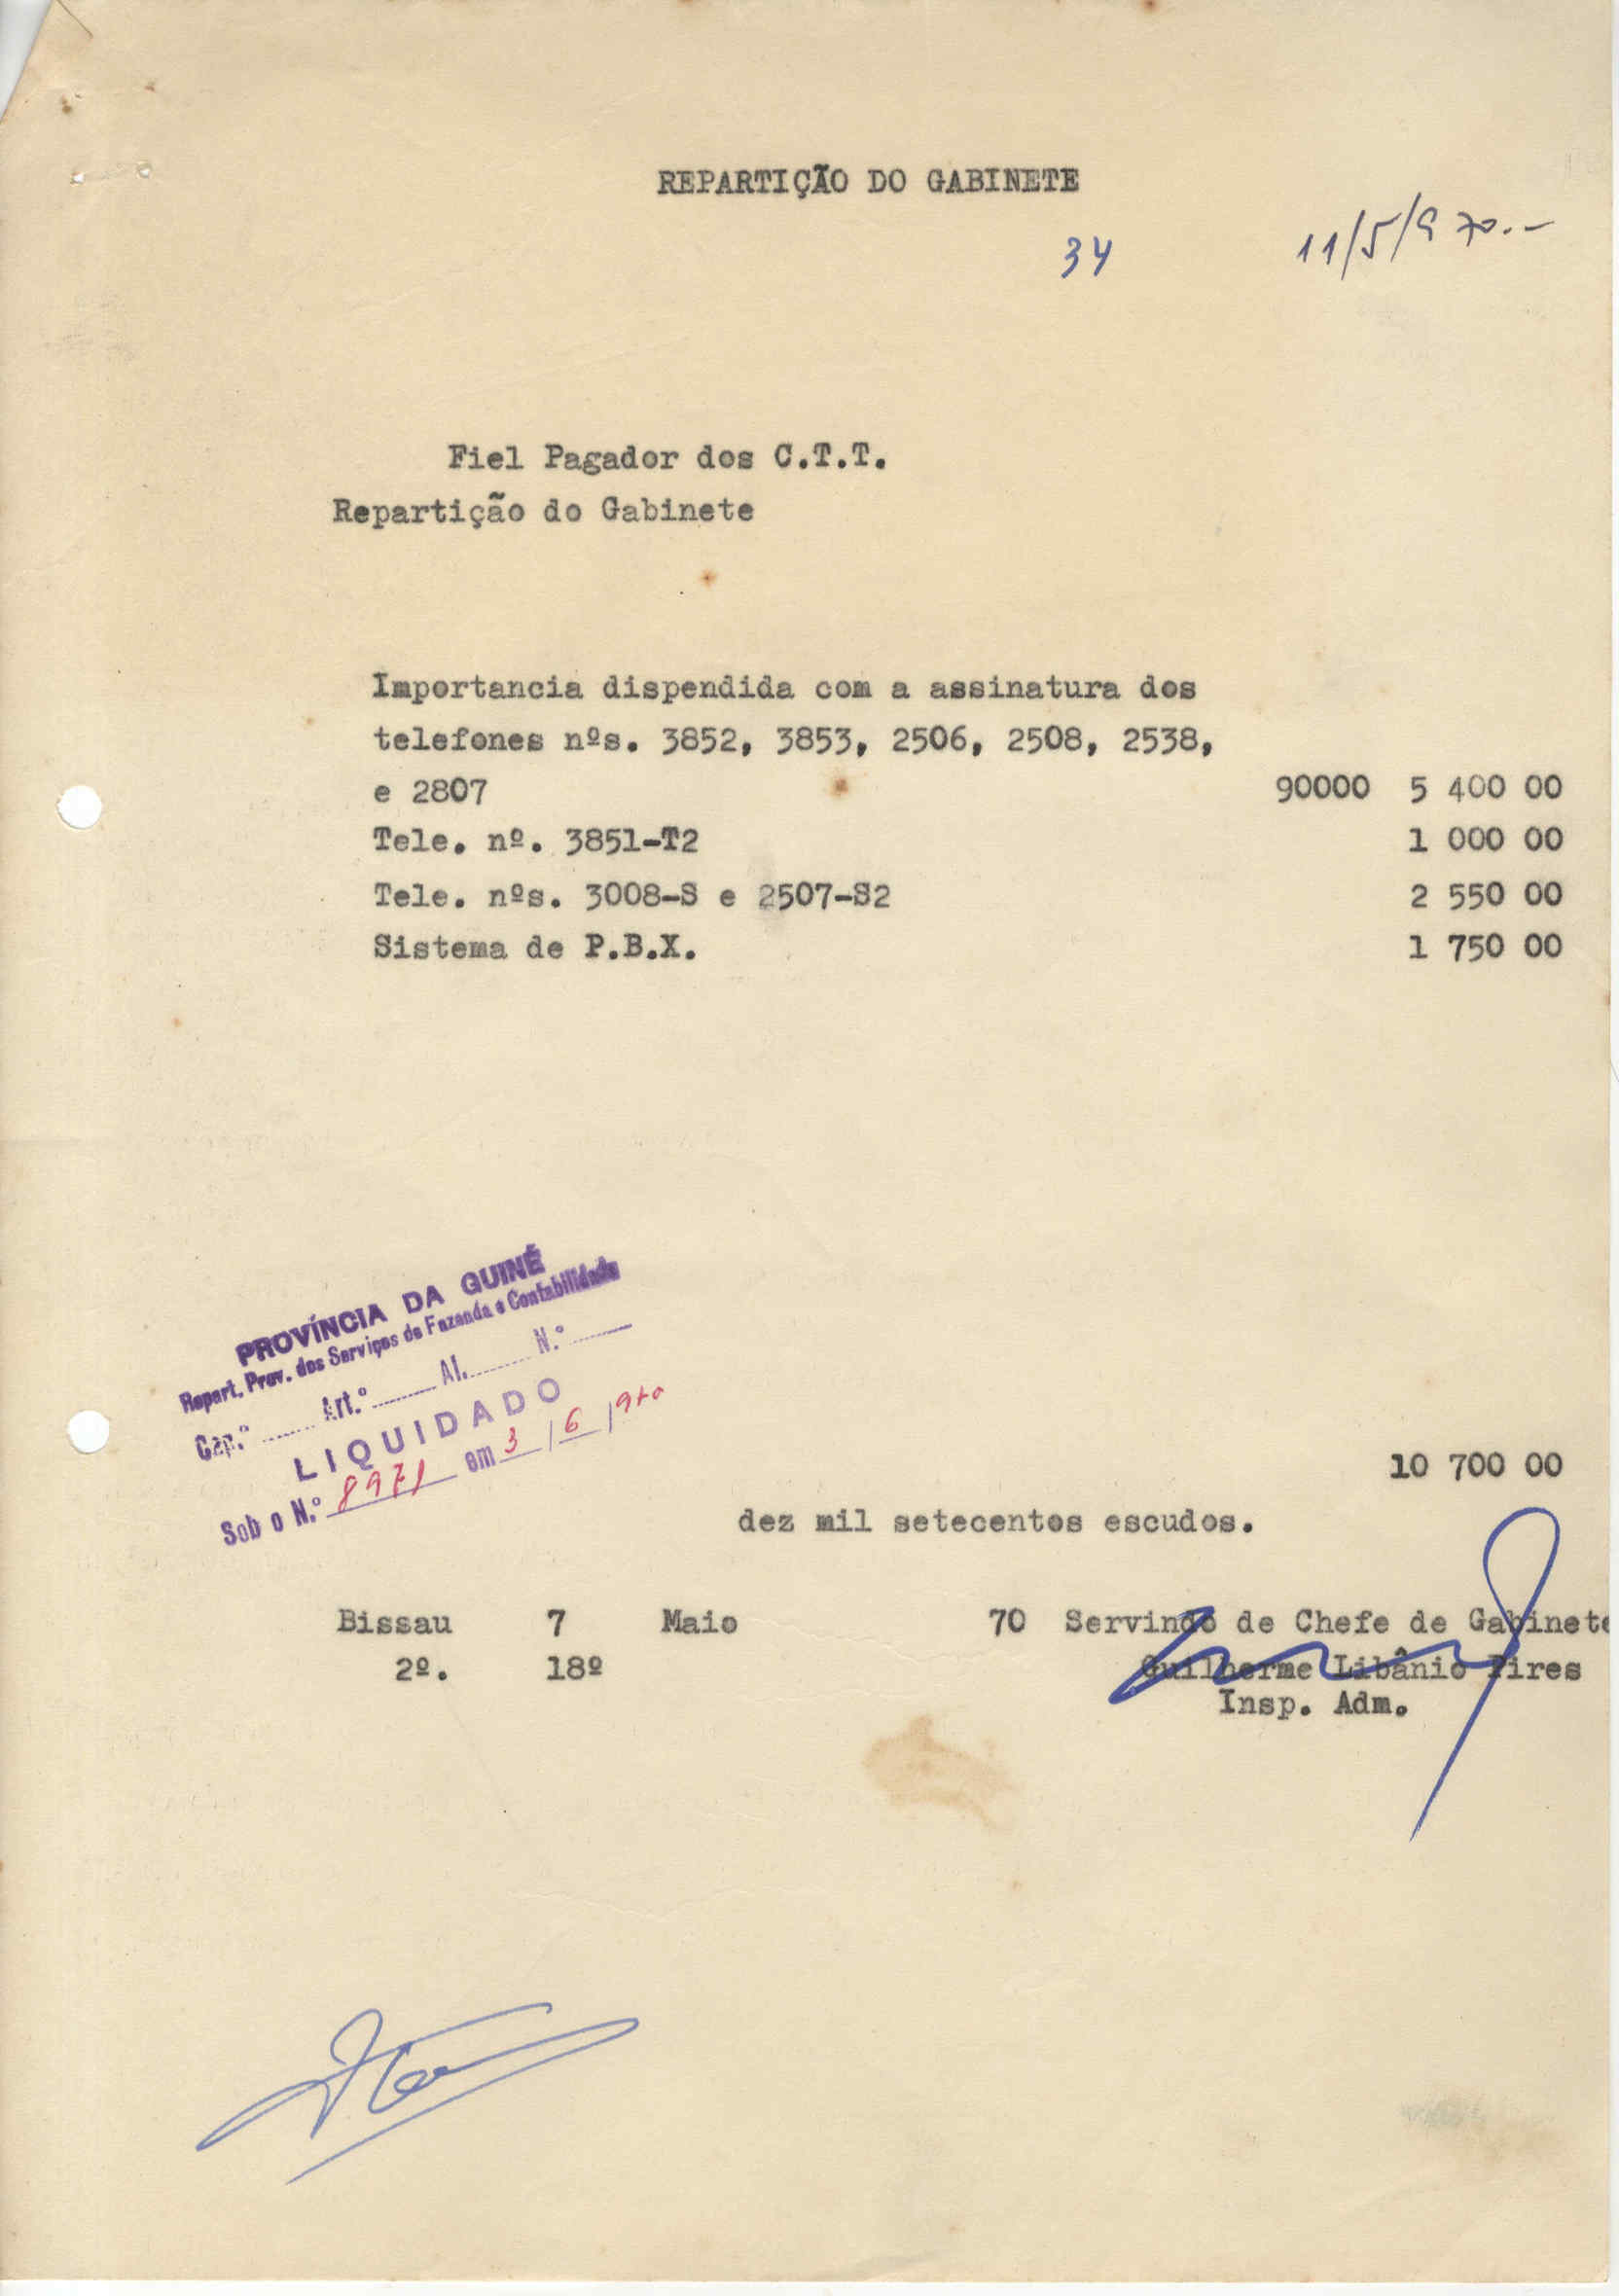 REPARTIÇÃO DO GABINETE
34
11/5/970.-
Fiel Pagador dos C.T.T.
Repartição do Gabinete
Importancia dispendida com a assinatura dos
telefones nºs. 3852, 3853, 2506, 2508, 2538,
e 2807 90000 5 400 00
Tele. nº. 3851-T2 1 000 00
Tele. nºs. 3008-S e 2507-S2 2 550 00
Sistema de P.B.X. 1 750 00
PROVÍNCIA DA GUINÉ
Repart. Prov. dos Serviços de Fazenda e Contabilidade
Cap.º Art.º Al. N.º
LIQUIDADO
Sob o N.º 8971 em 3/6/970
10 700 00
dez mil setecentos escudos.
Bissau 7 Maio 70 Servindo de Chefe de Gabinete
2º. 18º Guilherme Libânio Pires
Insp. Adm.